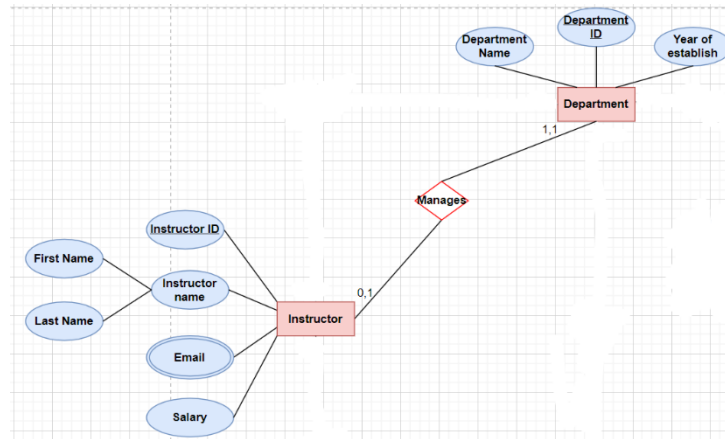 Department
ID
Department
Name
Year of
establish
Department
1,1
Manages
Instructor ID
First Name
Instructor
name
0,1
Last Name
Instructor
Email
Salary